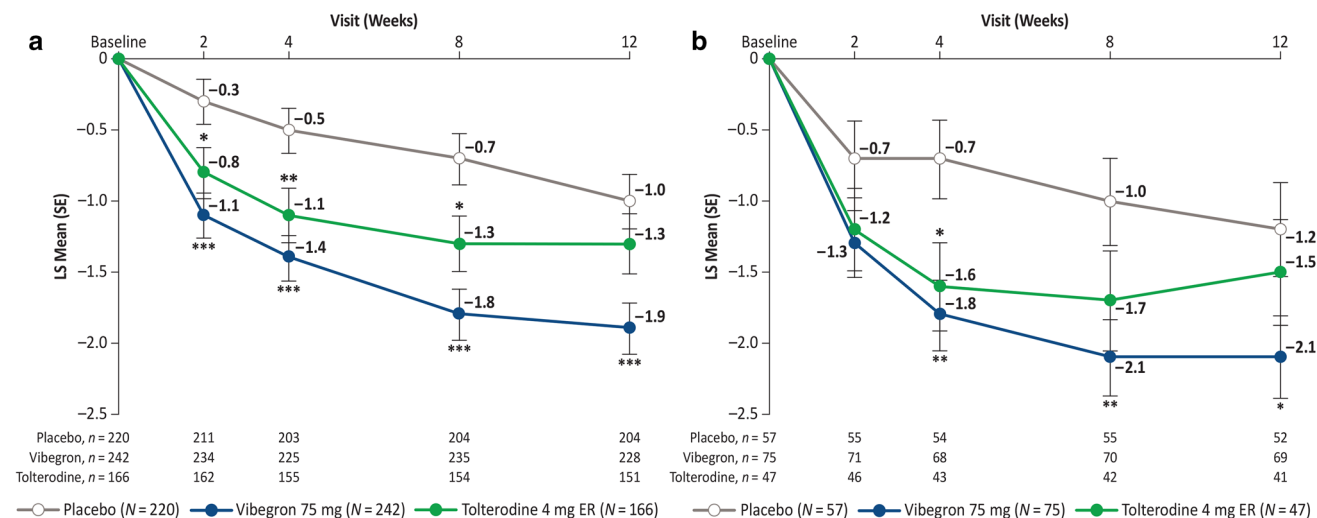 a
Visit (Weeks)
Baseline 2 4 8 12
0
−0.5
−1.0
−1.5
−2.0
−2.5
LS Mean (SE)
−0.3
−0.5
−0.7
−1.0
*
**
*
−0.8
−1.1
−1.3
−1.3
−1.1
−1.4
−1.8
−1.9
***
***
***
***
Placebo, n = 220 211 203 204 204
Vibegron, n = 242 234 225 235 228
Tolterodine, n = 166 162 155 154 151
Placebo (N = 220) Vibegron 75 mg (N = 242) Tolterodine 4 mg ER (N = 166)
b
Visit (Weeks)
Baseline 2 4 8 12
0
−0.5
−1.0
−1.5
−2.0
−2.5
LS Mean (SE)
−0.7
−0.7
−1.0
−1.2
*
−1.2
−1.6
−1.7
−1.5
−1.3
−1.8
−2.1
−2.1
**
**
*
Placebo, n = 57 55 54 55 52
Vibegron, n = 75 71 68 70 69
Tolterodine, n = 47 46 43 42 41
Placebo (N = 57) Vibegron 75 mg (N = 75) Tolterodine 4 mg ER (N = 47)